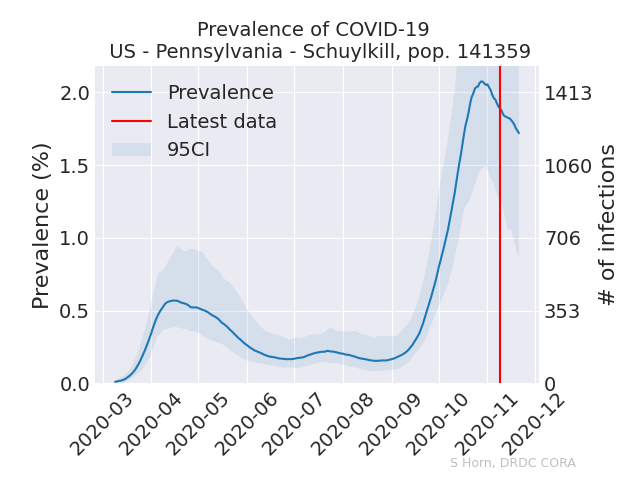 Prevalence of COVID-19
US - Pennsylvania - Schuylkill, pop. 141359
Prevalence
Latest data
95CI
Prevalence (%)
2.0
1.5
1.0
0.5
0.0
1413
1060
706
353
0
# of infections
2020-03
2020-04
2020-05
2020-06
2020-07
2020-08
2020-09
2020-10
2020-11
2020-12
S Horn, DRDC CORA